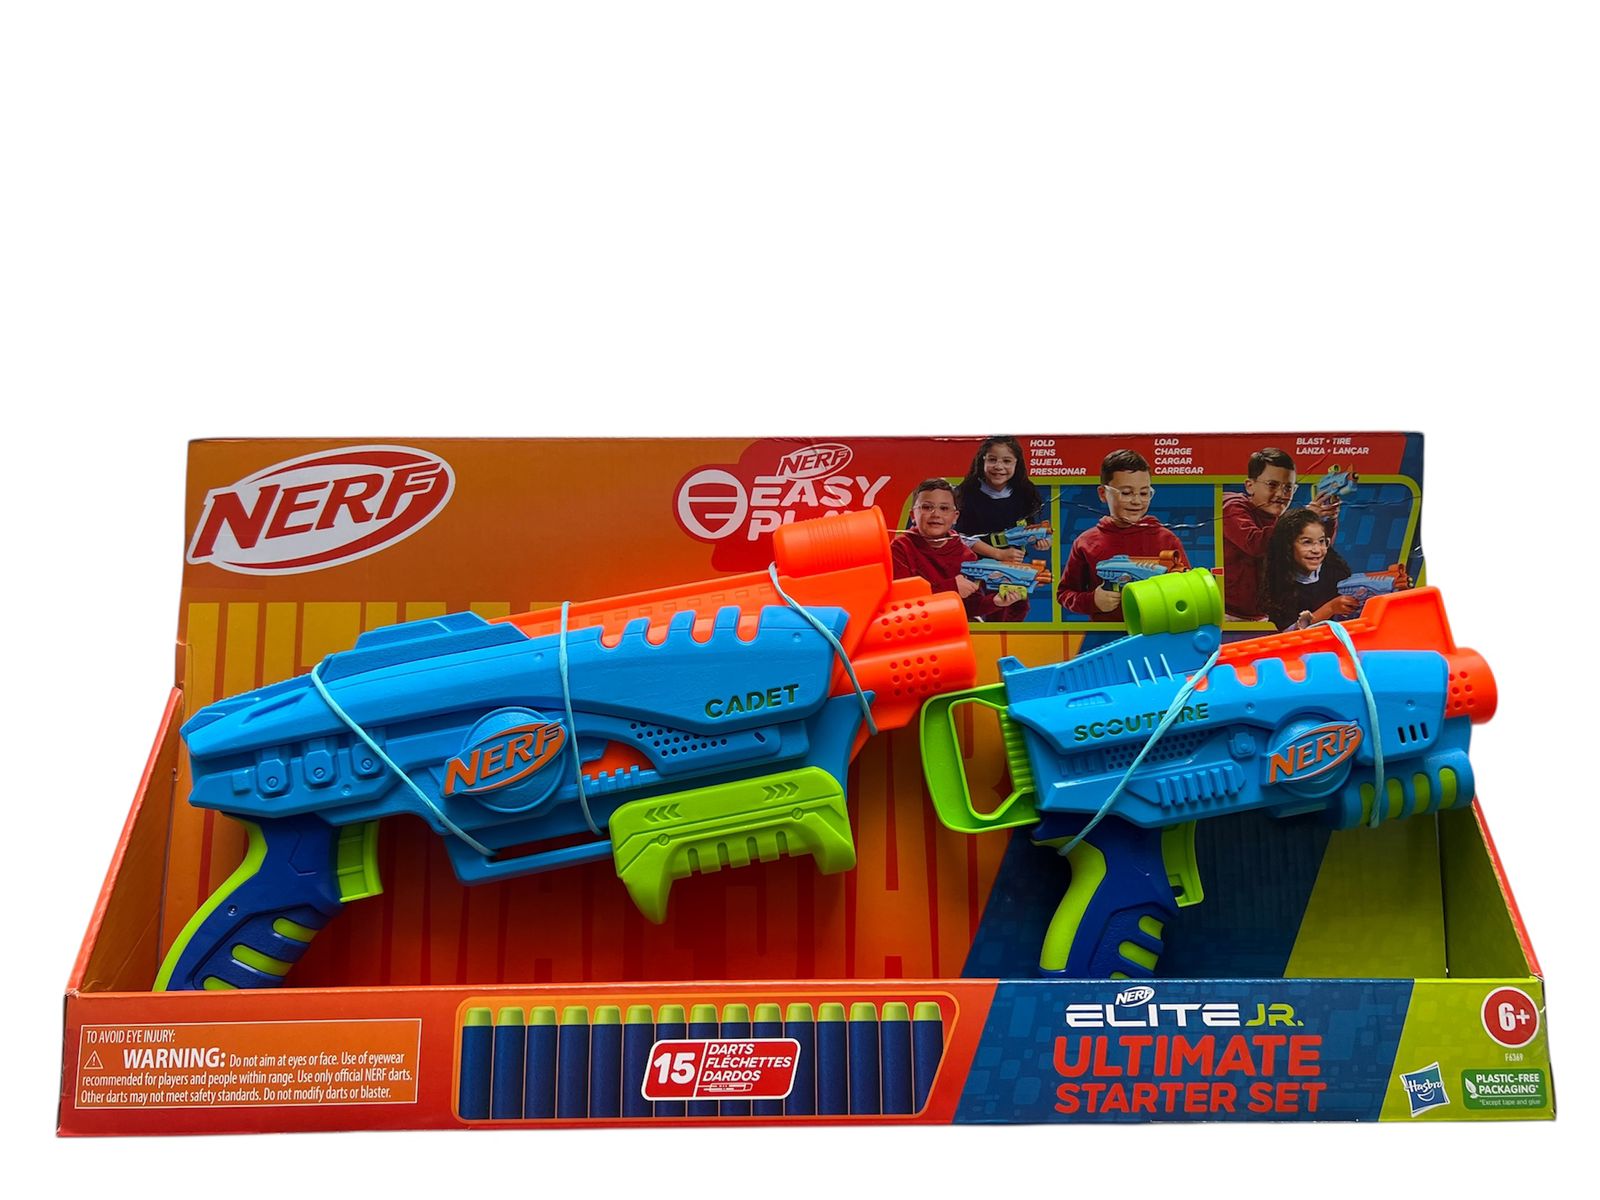 NERF
NERF
EASY
HOLD
TIENS
SUJETA
PRESSIONAR
LOAD
CHARGE
CARGAR
CARREGAR
BLAST • TIRE
LANZA • LANÇAR
CADET
NERF
SCOUTFIRE
NERF
TO AVOID EYE INJURY:
WARNING: Do not aim at eyes or face. Use of eyewear
recommended for players and people within range. Use only official NERF darts.
Other darts may not meet safety standards. Do not modify darts or blaster.
15 DARTS
FLÉCHETTES
DARDOS
NERF
ELITE JR.
ULTIMATE
STARTER SET
6+
F6369
Hasbro
PLASTIC-FREE
PACKAGING*
*Except tape and glue